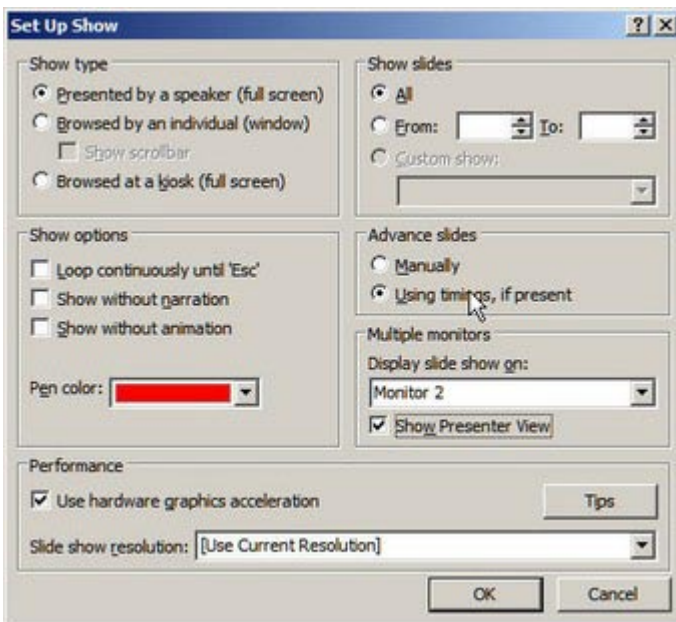 Set Up Show
Show type
Presented by a speaker (full screen)
Browsed by an individual (window)
Show scrollbar
Browsed at a kiosk (full screen)
Show slides
All
From: To:
Custom show:
Show options
Loop continuously until 'Esc'
Show without narration
Show without animation
Pen color:
Advance slides
Manually
Using timings, if present
Multiple monitors
Display slide show on:
Monitor 2
Show Presenter View
Performance
Use hardware graphics acceleration
Tips
Slide show resolution: [Use Current Resolution]
OK Cancel